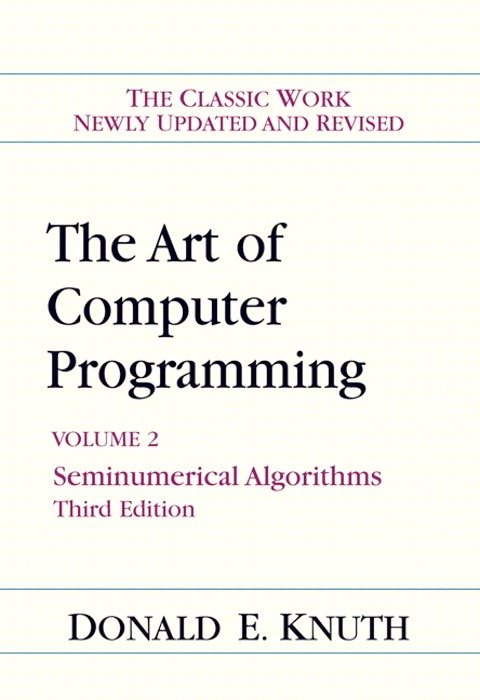 THE CLASSIC WORK
NEWLY UPDATED AND REVISED
The Art of
Computer
Programming
VOLUME 2
Seminumerical Algorithms
Third Edition
DONALD E. KNUTH